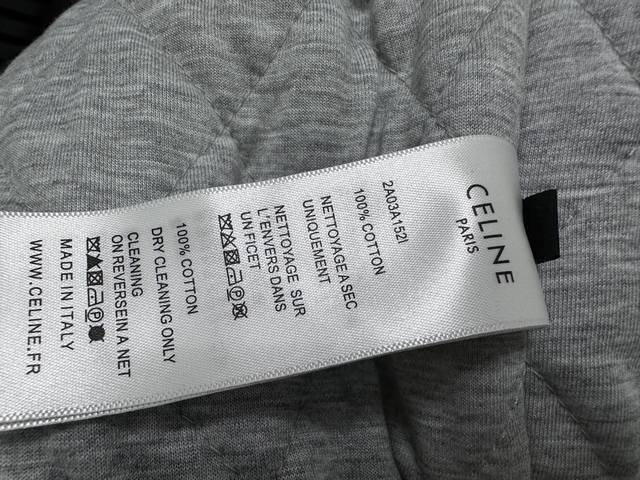 CELINE
PARIS
2A03A152I
100% COTTON
NETTOYAGE A SEC
UNIQUEMENT
NETTOYAGE SUR
L'ENVERS DANS
UN FICET
100% COTTON
DRY CLEANING ONLY
CLEANING
ON REVERSEIN A NET
MADE IN ITALY
WWW.CELINE.FR